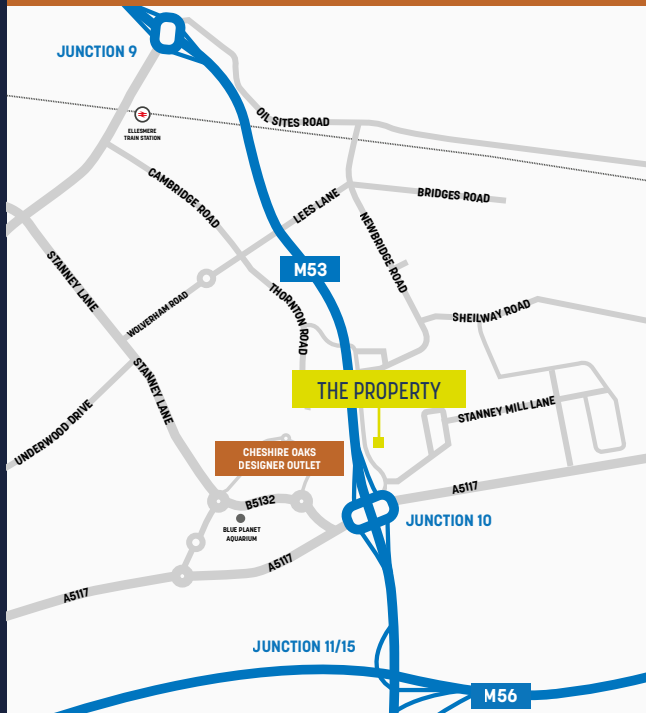 JUNCTION 9
OIL SITES ROAD
ELLESMERE
TRAIN STATION
CAMBRIDGE ROAD
LEES LANE
BRIDGES ROAD
NEWBRIDGE ROAD
STANNEY LANE
M53
WOLVERHAM ROAD
THORNTON ROAD
SHEILWAY ROAD
STANNEY LANE
THE PROPERTY
UNDERWOOD DRIVE
STANNEY MILL LANE
CHESHIRE OAKS
DESIGNER OUTLET
A5117
B5132
JUNCTION 10
BLUE PLANET
AQUARIUM
A5117
A5117
JUNCTION 11/15
M56